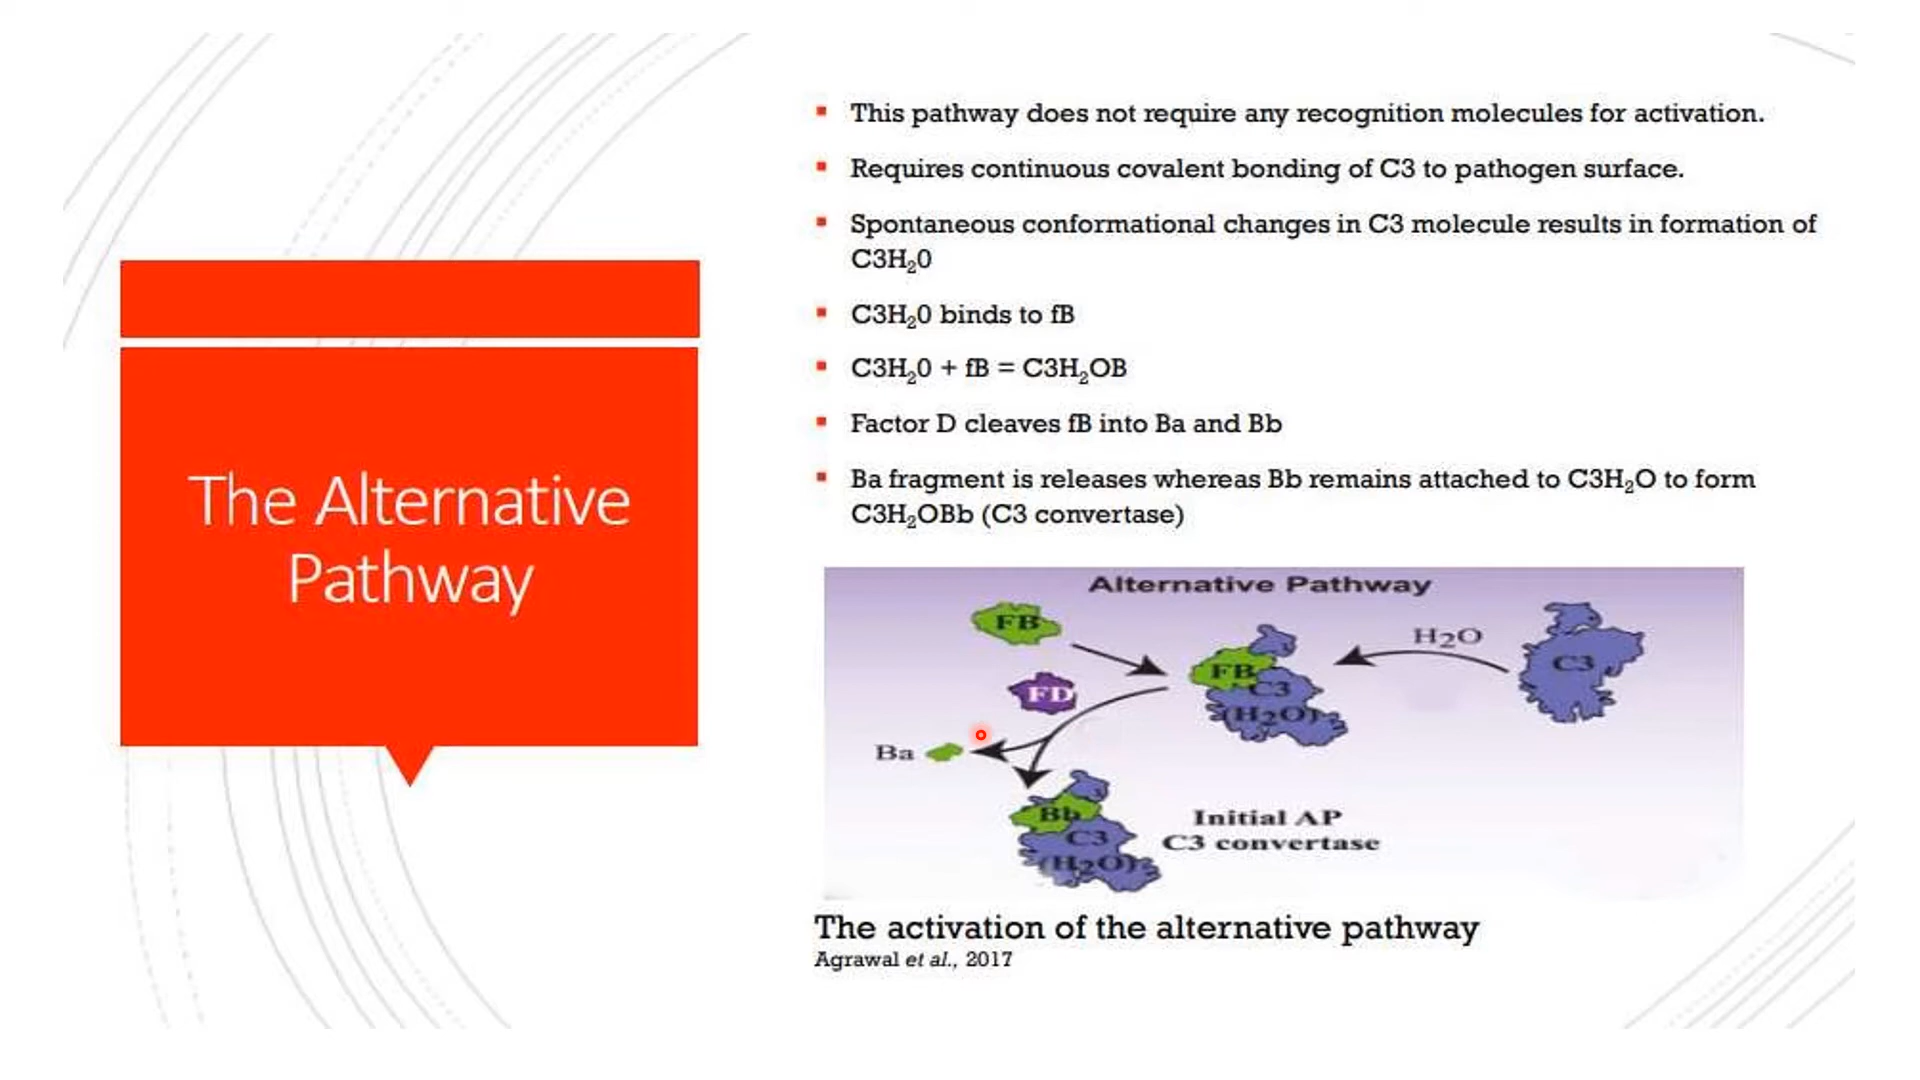 The Alternative
Pathway
This pathway does not require any recognition molecules for activation.
Requires continuous covalent bonding of C3 to pathogen surface.
Spontaneous conformational changes in C3 molecule results in formation of
C3H₂0
C3H₂0 binds to fB
C3H₂0 + fB = C3H₂OB
Factor D cleaves fB into Ba and Bb
Ba fragment is releases whereas Bb remains attached to C3H₂O to form
C3H₂OBb (C3 convertase)
Alternative Pathway
FB
H2O
C3
FB
C3
(H2O)
FD
Ba
Bb
C3
(H2O)
Initial AP
C3 convertase
The activation of the alternative pathway
Agrawal et al., 2017